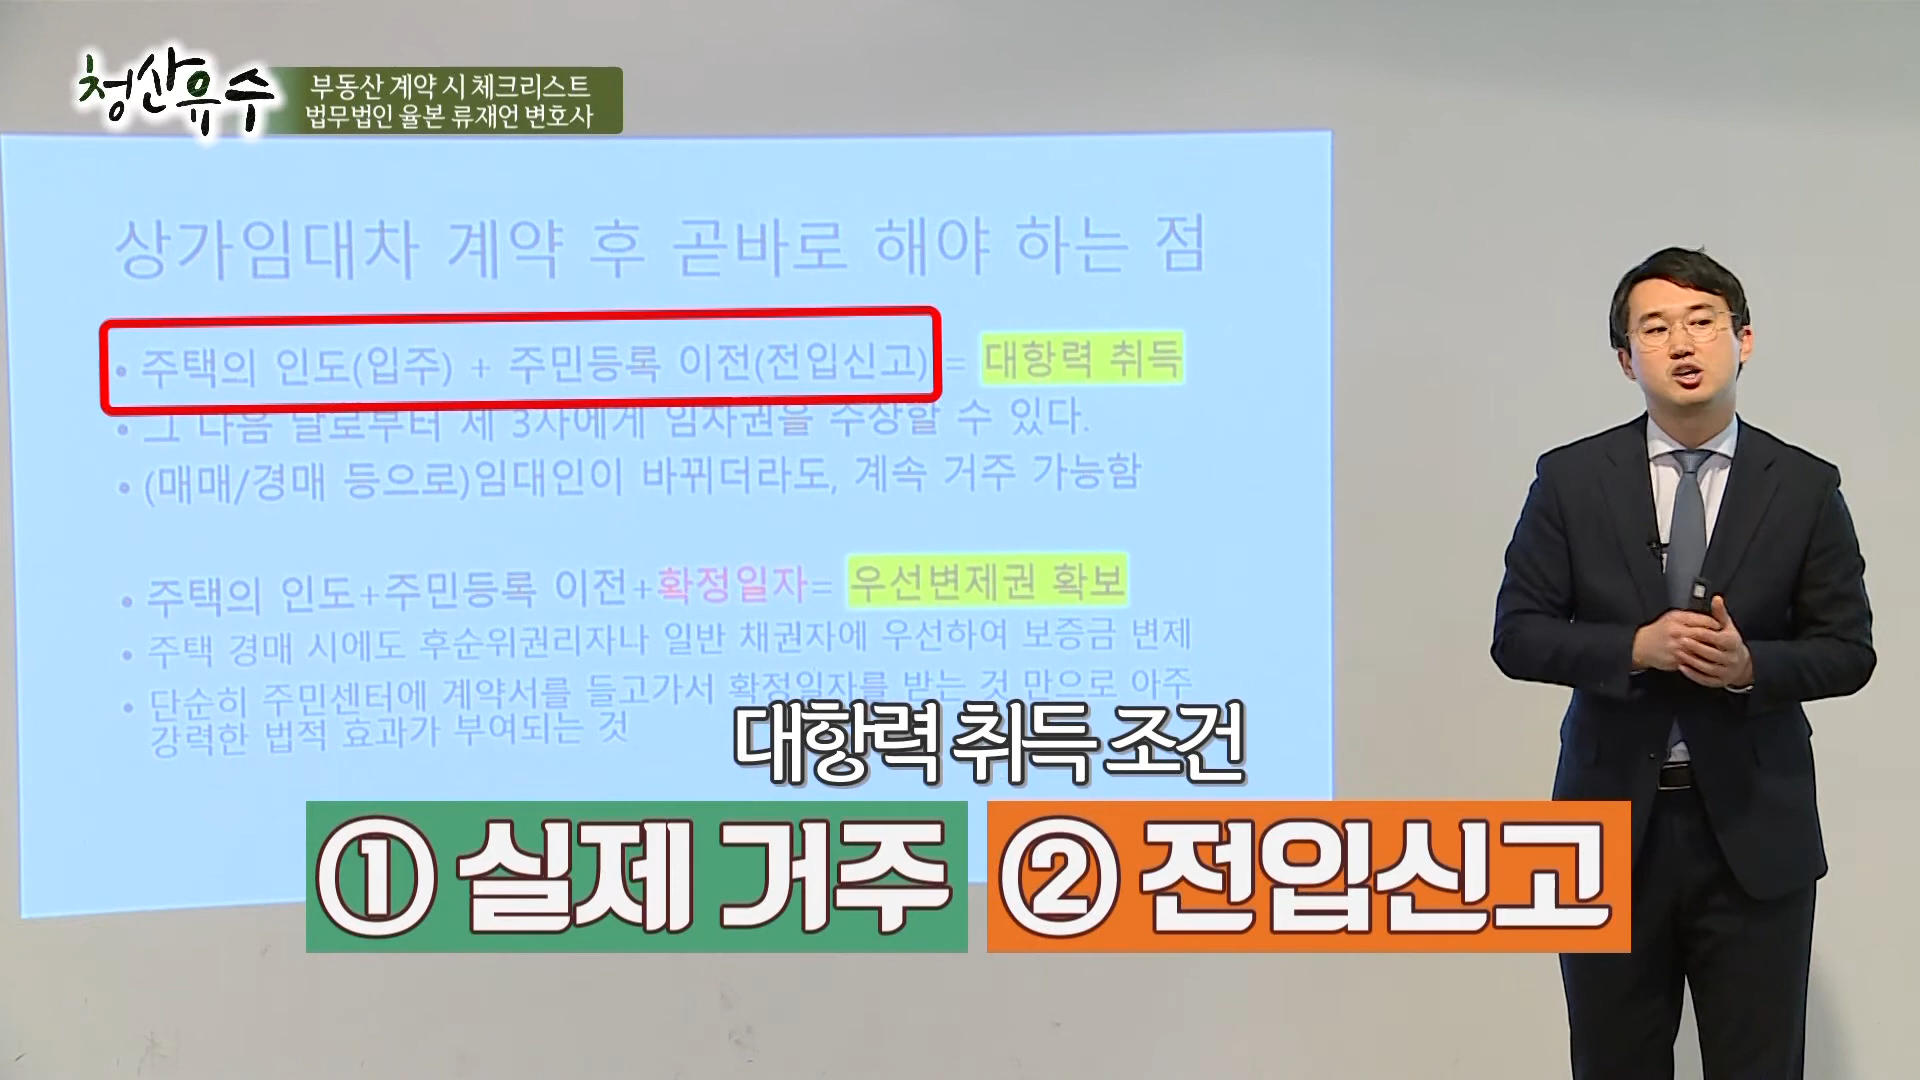 청산유수
부동산 계약 시 체크리스트
법무법인 율본 류재언 변호사
상가임대차 계약 후 곧바로 해야 하는 점
• 주택의 인도(입주) + 주민등록 이전(전입신고) = 대항력 취득
• 그 다음 날로부터 제 3자에게 임차권을 주장할 수 있다.
• (매매/경매 등으로)임대인이 바뀌더라도, 계속 거주 가능함
• 주택의 인도+주민등록 이전+확정일자= 우선변제권 확보
• 주택 경매 시에도 후순위권리자나 일반 채권자에 우선하여 보증금 변제
• 단순히 주민센터에 계약서를 들고가서 확정일자를 받는 것 만으로 아주
강력한 법적 효과가 부여되는 것
대항력 취득 조건
① 실제 거주 ② 전입신고